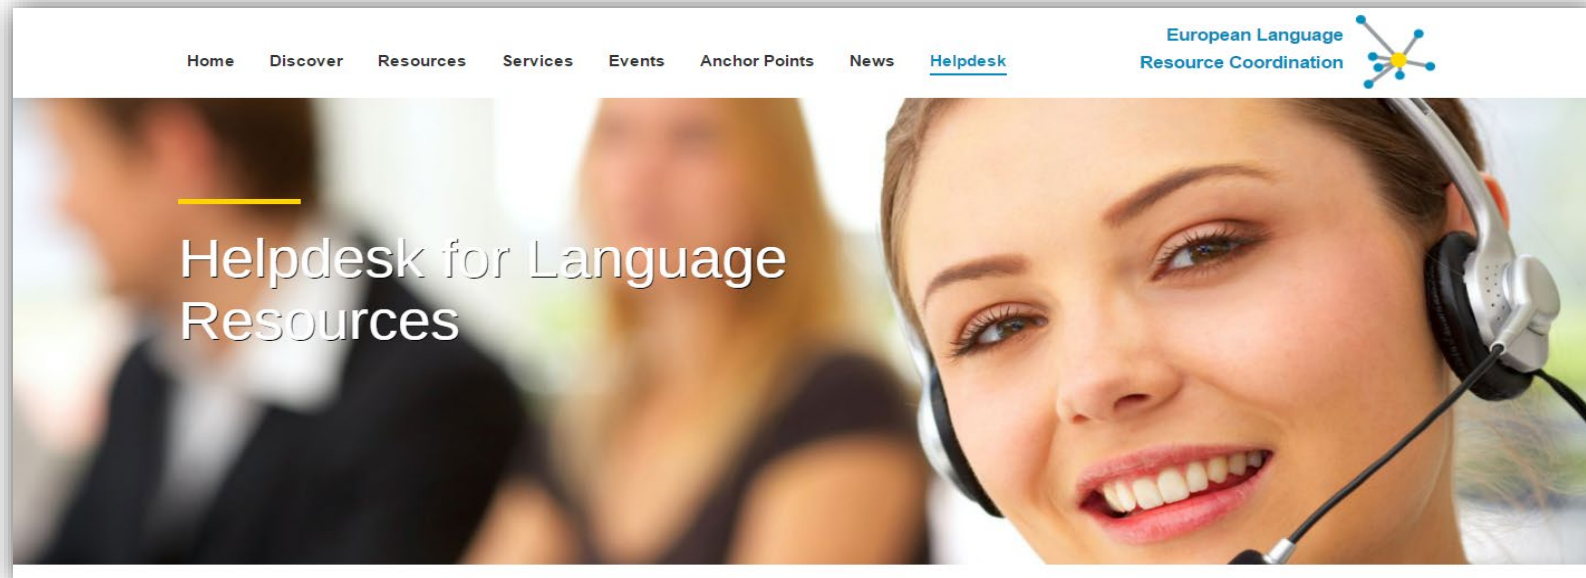 Home Discover Resources Services Events Anchor Points News Helpdesk
European Language
Resource Coordination
Helpdesk for Language
Resources